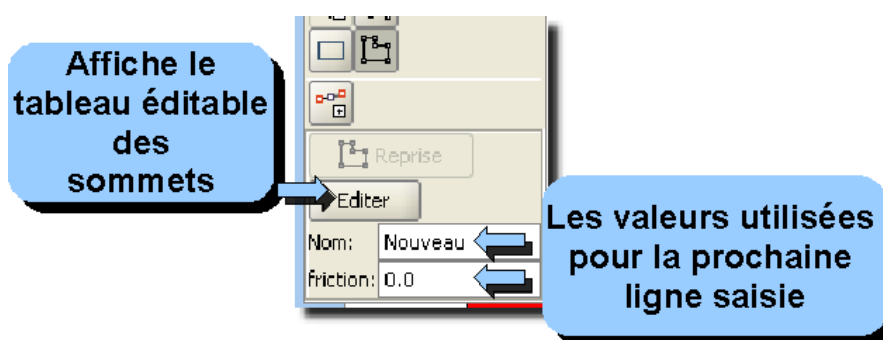 Affiche le
tableau éditable
des
sommets
Reprise
Editer
Nom: Nouveau
friction: 0.0
Les valeurs utilisées
pour la prochaine
ligne saisie